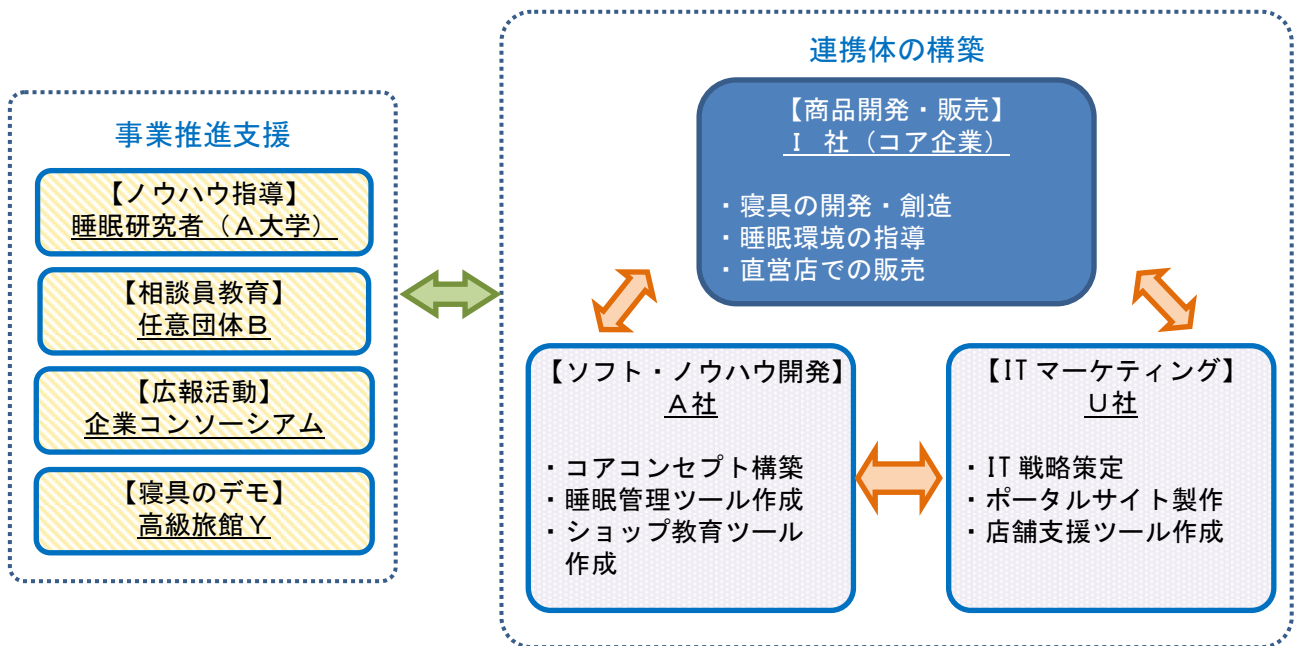 事業推進支援
【ノウハウ指導】
睡眠研究者（A大学）
【相談員教育】
任意団体B
【広報活動】
企業コンソーシアム
【寝具のデモ】
高級旅館Y
連携体の構築
【商品開発・販売】
I 社（コア企業）
・寝具の開発・創造
・睡眠環境の指導
・直営店での販売
【ソフト・ノウハウ開発】
A社
・コアコンセプト構築
・睡眠管理ツール作成
・ショップ教育ツール
作成
【IT マーケティング】
U社
・IT 戦略策定
・ポータルサイト製作
・店舗支援ツール作成